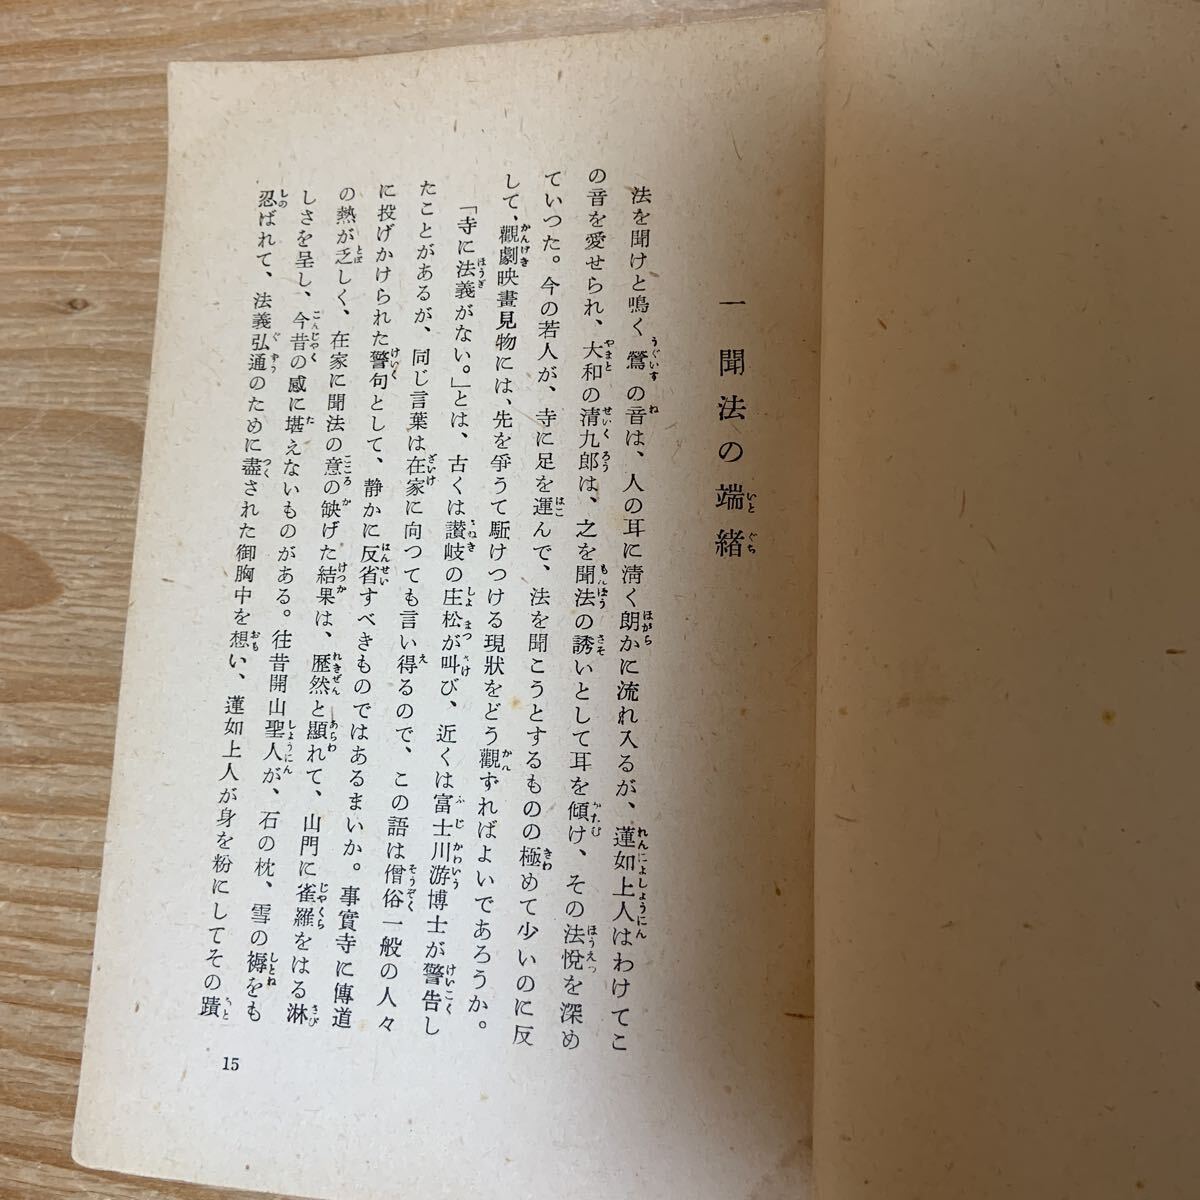 一 聞法の端緒
法を聞けと鳴く鶯の音は、人の耳に淸く朗かに流れ入るが、蓮如上人はわけてこ
の音を愛せられ、大和の清九郎は、之を聞法の誘いとして耳を傾け、その法悅を深め
ていつた。今の若人が、寺に足を運んで、法を聞こうとするものの極めて少いのに反
して、觀劇映畫見物には、先を爭うて駈けつける現狀をどう觀ずればよいであろうか。
「寺に法義がない。」とは、古くは讃岐の庄松が叫び、近くは富士川游博士が警告し
たことがあるが、同じ言葉は在家に向つても言い得るので、この語は僧俗一般の人々
に投げかけられた警句として、静かに反省すべきものではあるまいか。事實寺に傳道
の熱が乏しく、在家に聞法の意の缺げた結果は、歷然と顯れて、山門に雀羅をはる淋
しさを呈し、今昔の感に堪えないものがある。往昔開山聖人が、石の枕、雪の褥をも
忍ばれて、法義弘通のために盡された御胸中を想い、蓮如上人が身を粉にしてその蹟
15